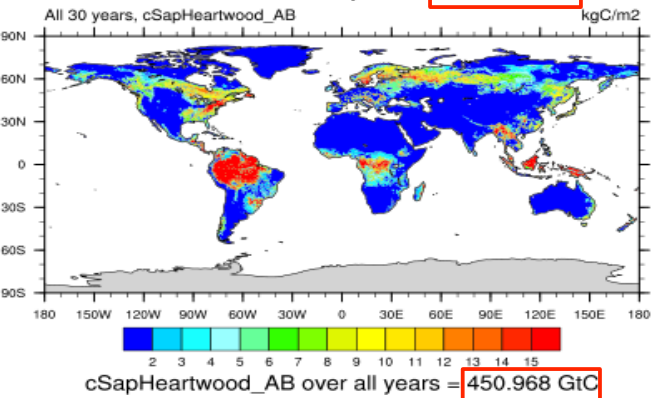 All 30 years, cSapHeartwood_AB kgC/m2
90N
60N
30N
0
30S
60S
90S
180 150W 120W 90W 60W 30W 0 30E 60E 90E 120E 150E 180
2 3 4 5 6 7 8 9 10 11 12 13 14 15
cSapHeartwood_AB over all years = 450.968 GtC